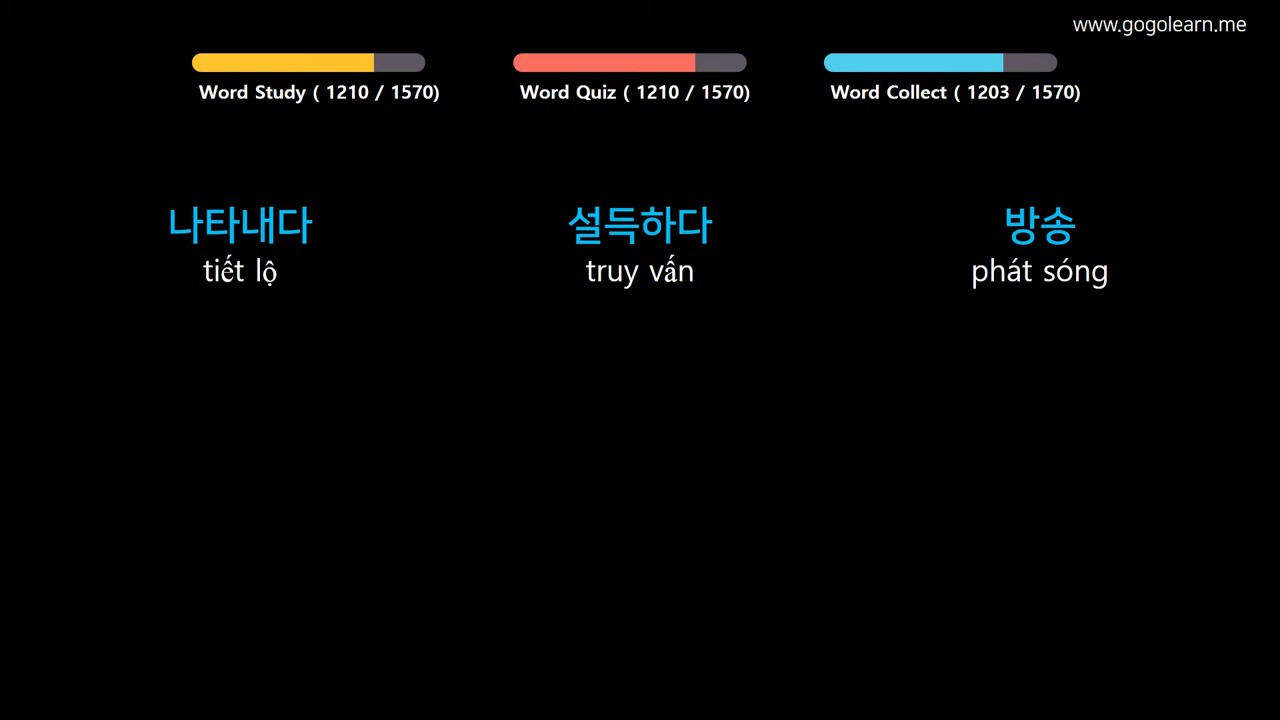 www.gogolearn.me
Word Study ( 1210 / 1570)
Word Quiz ( 1210 / 1570)
Word Collect ( 1203 / 1570)
나타내다
tiết lộ
설득하다
truy vấn
방송
phát sóng